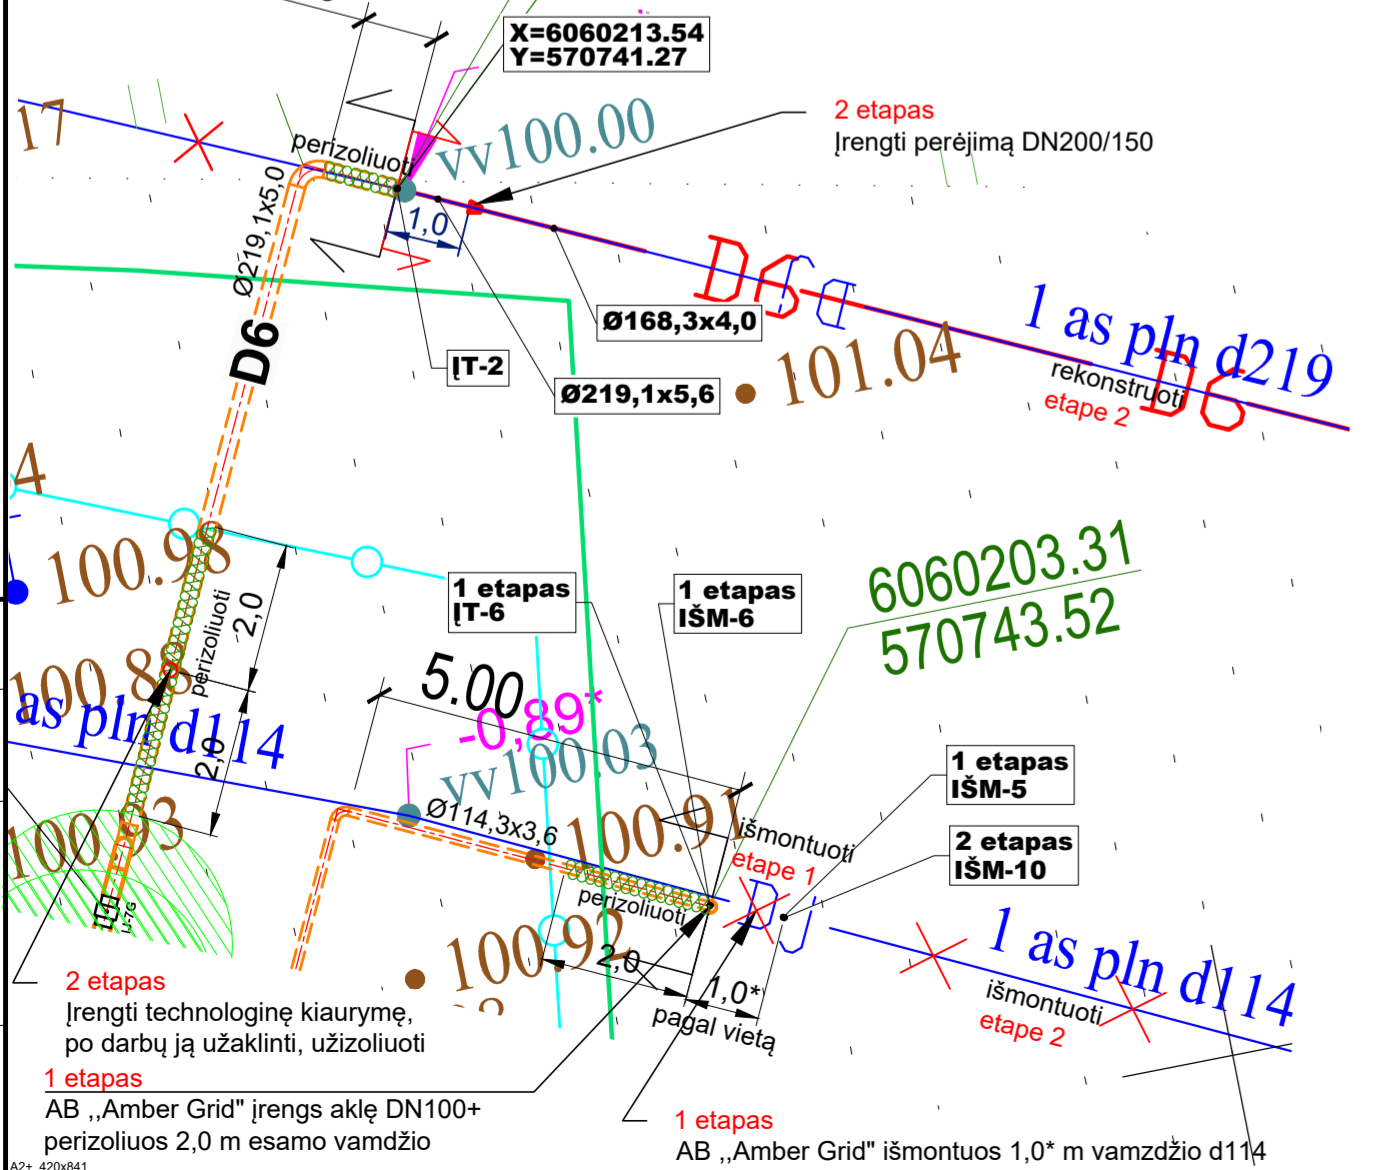 X=6060213.54
Y=570741.27
2 etapas
Įrengti perėjimą DN200/150
17
perizoliuoti
vv100.00
1,0
Ø219,1x5,0
D6
D6
Ø168,3x4,0
1 as pln d219
rekonstruoti
etape 2
D6
ĮT-2
Ø219,1x5,6
101.04
4
100.98
perizoliuoti
2,0
100.88
as pln d114
2,0
100.93
1 etapas
ĮT-6
1 etapas
IŠM-6
6060203.31
570743.52
5.00
-0,89*
vv100.03
Ø114,3x3,6
100.91
išmontuoti
etape 1
D
perizoliuoti
1 etapas
IŠM-5
2 etapas
IŠM-10
1 as pln d114
išmontuoti
etape 2
100.92
2,0
1,0*
pagal vietą
2 etapas
Įrengti technologinę kiaurymę,
po darbų ją užaklinti, užizoliuoti
1 etapas
AB ,,Amber Grid" įrengs aklę DN100+
perizoliuos 2,0 m esamo vamdžio
1 etapas
AB ,,Amber Grid" išmontuos 1,0* m vamzdžio d114
A2+ 420x841